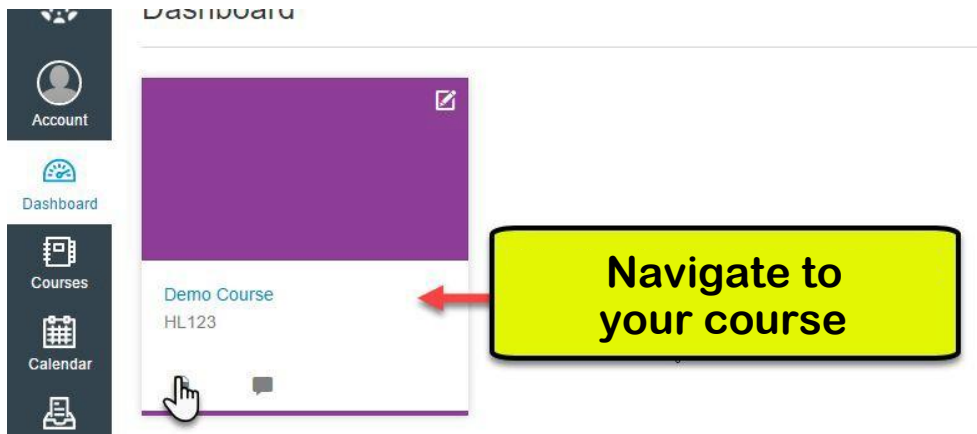 Dashboard
Account
Dashboard
Courses
Calendar
Demo Course
HL123
Navigate to
your course